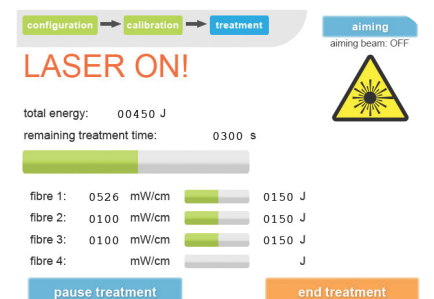 configuration calibration treatment aiming
aiming beam: OFF
LASER ON!
total energy: 00450 J
remaining treatment time: 0300 s
fibre 1: 0526 mW/cm 0150 J
fibre 2: 0100 mW/cm 0150 J
fibre 3: 0100 mW/cm 0150 J
fibre 4: mW/cm J
pause treatment end treatment